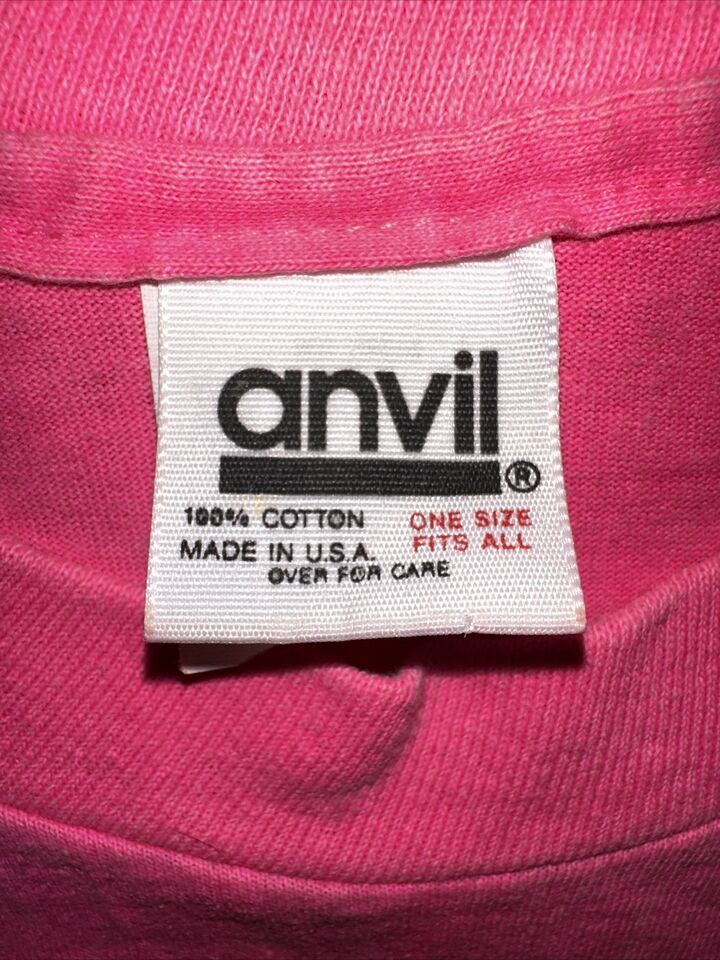 anvil®
100% COTTON ONE SIZE
MADE IN U.S.A. FITS ALL
OVER FOR CARE